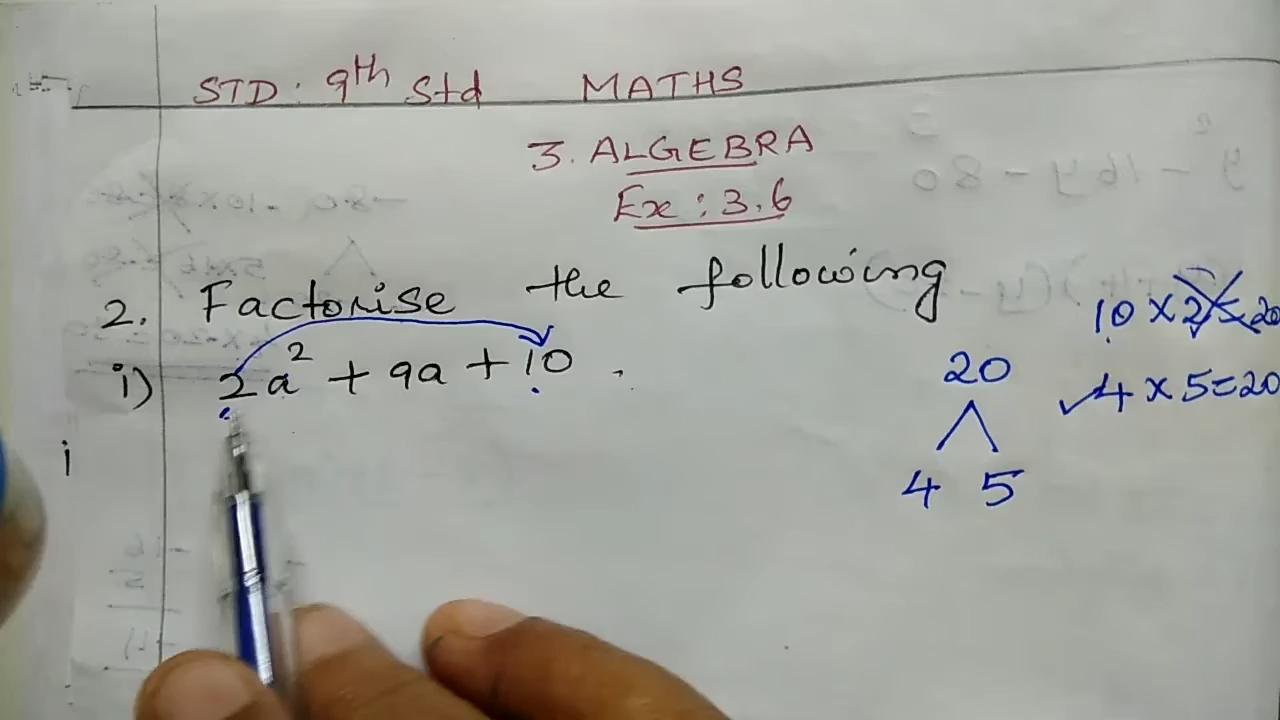 STD: 9th Std MATHS
3. ALGEBRA
Ex: 3.6
2. Factorise the following
i) 2a² + 9a + 10.
10 × 2 = 20
20
✓4 × 5 = 20
4 5
i